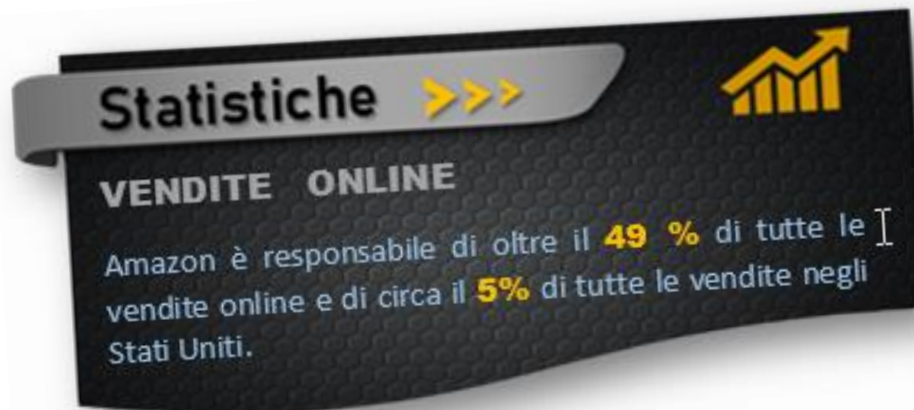 Statistiche >>>
VENDITE ONLINE
Amazon è responsabile di oltre il 49 % di tutte le
vendite online e di circa il 5% di tutte le vendite negli
Stati Uniti.